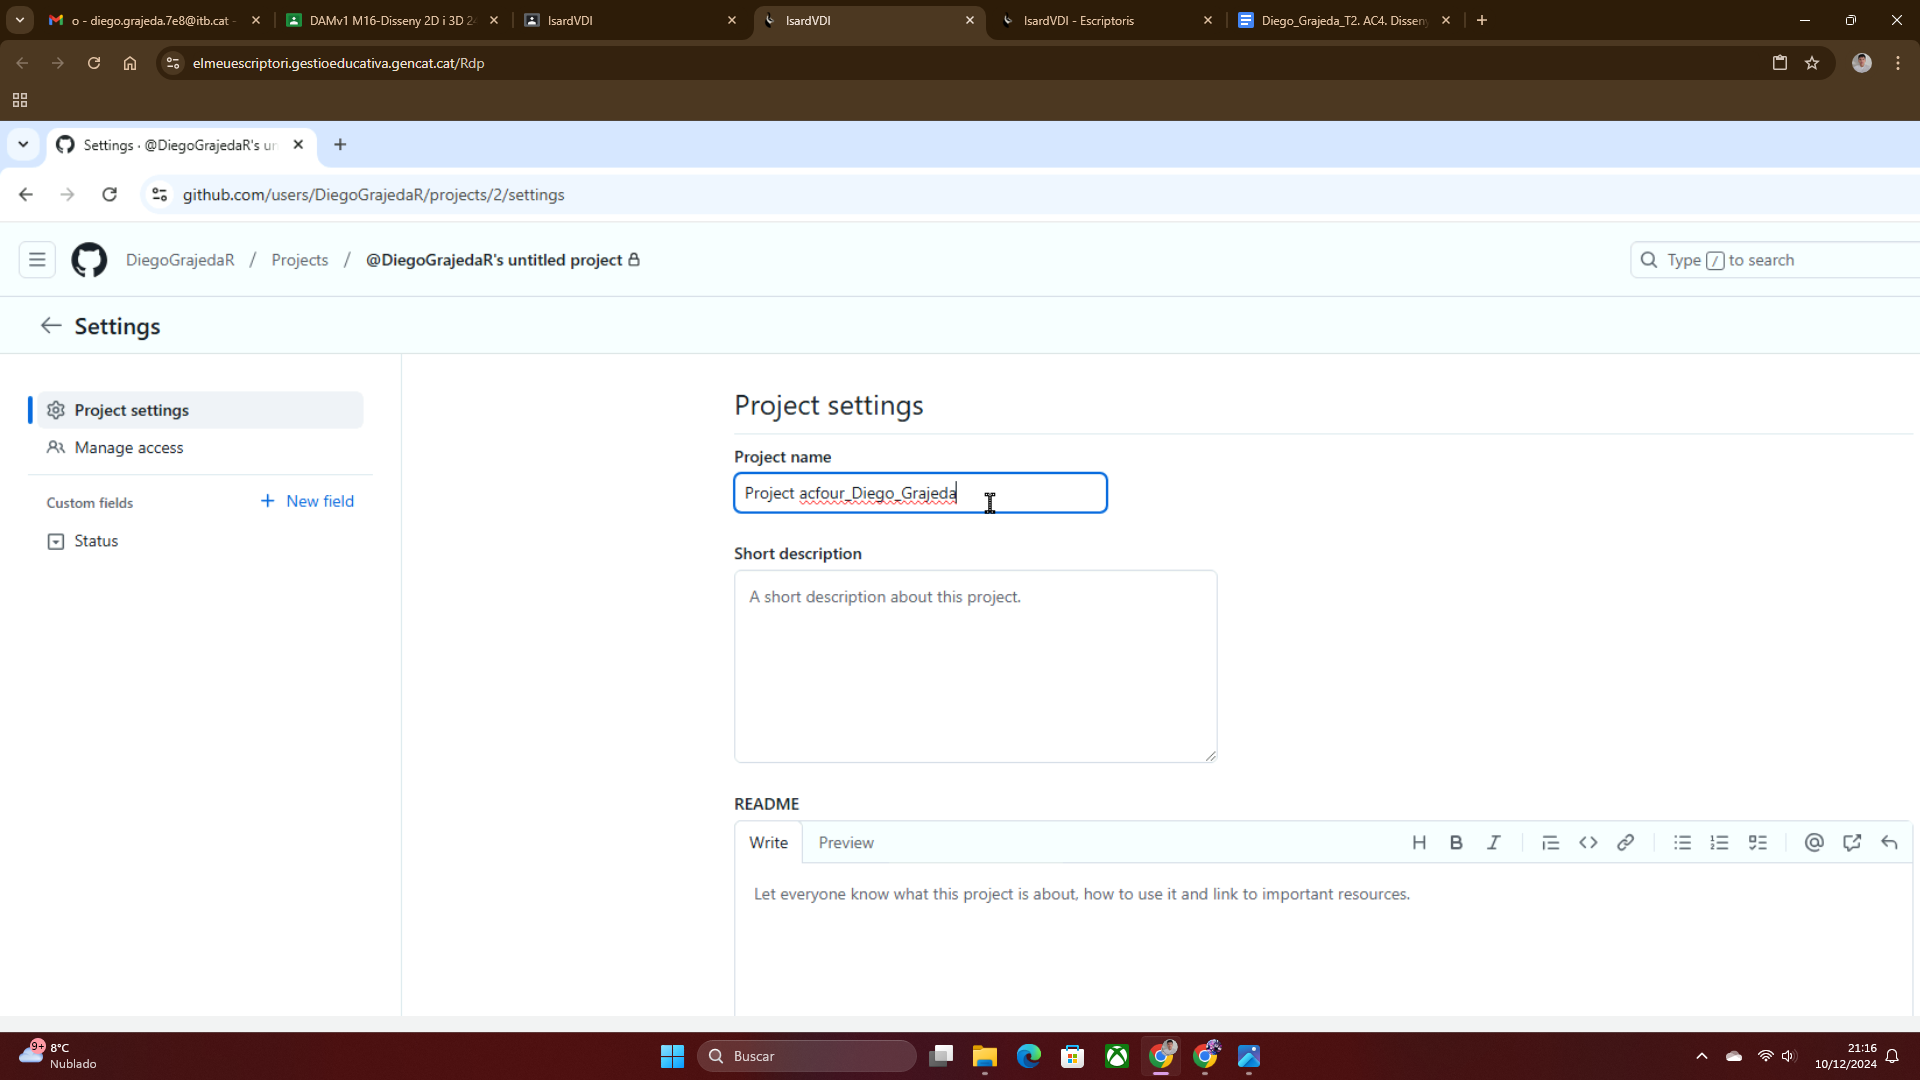 o - diego.grajeda.7e8@itb.cat -
DAMv1 M16-Disseny 2D i 3D 24
IsardVDI
IsardVDI
IsardVDI - Escriptoris
Diego_Grajeda_T2. AC4. Dissen
elmeuescriptori.gestioeducativa.gencat.cat/Rdp
Settings · @DiegoGrajedaR's un
github.com/users/DiegoGrajedaR/projects/2/settings
DiegoGrajedaR / Projects / @DiegoGrajedaR's untitled project
Type / to search
Settings
Project settings
Manage access
Custom fields
+ New field
Status
Project settings
Project name
Project acfour_Diego_Grajeda
Short description
A short description about this project.
README
Write Preview
Let everyone know what this project is about, how to use it and link to important resources.
9+
8°C
Nublado
Buscar
21:16
10/12/2024